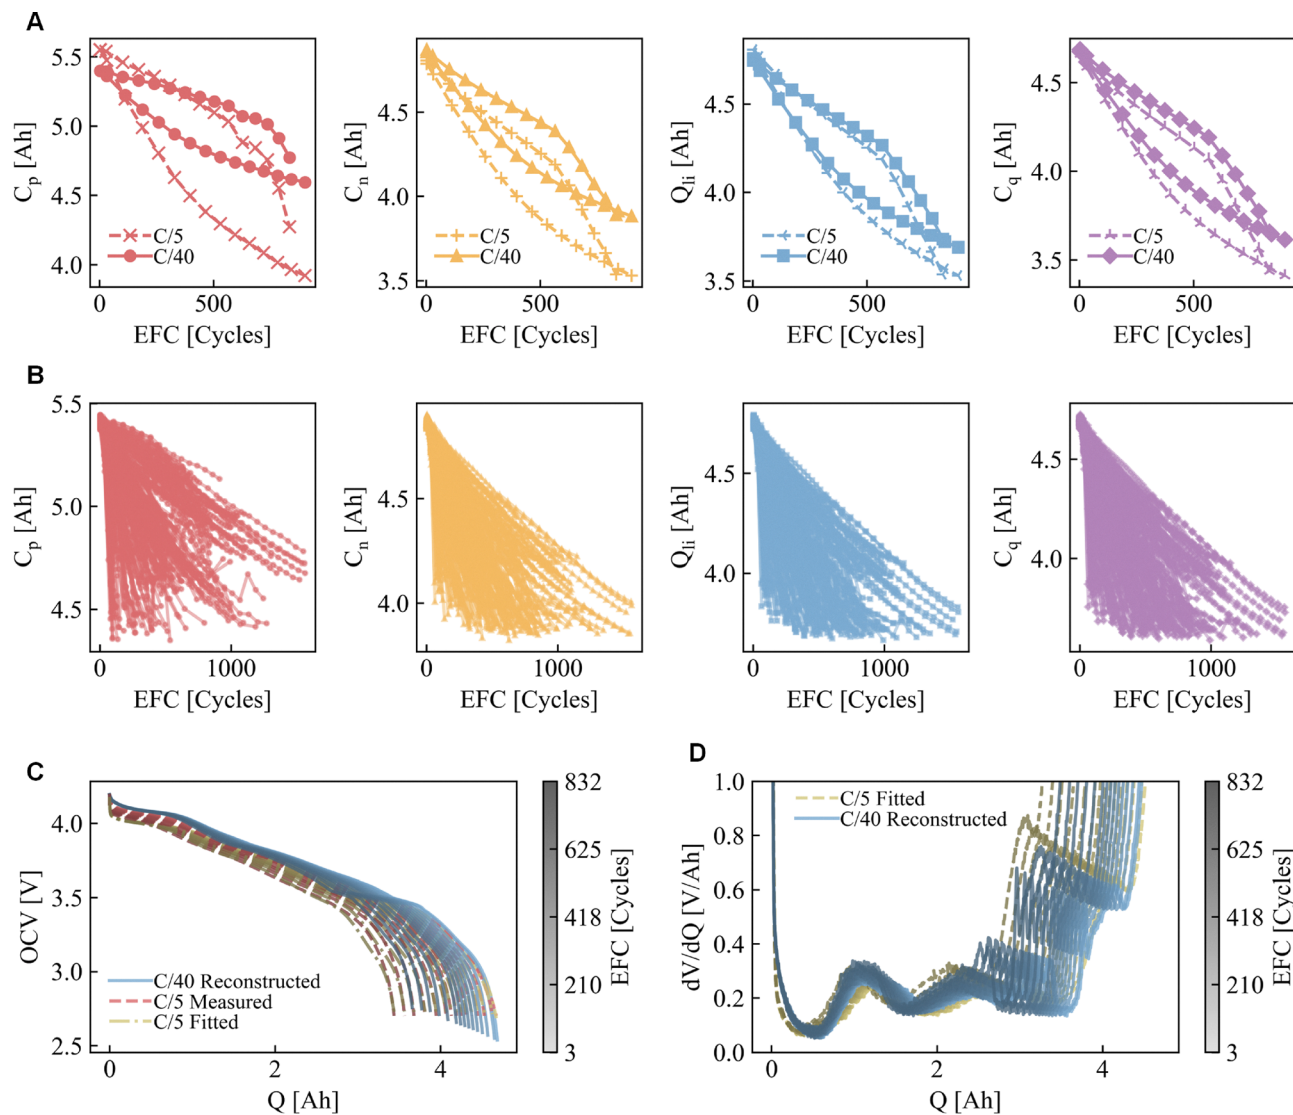 A
C_p [Ah]
5.5
5.0
4.5
4.0
C/5
C/40
0
500
EFC [Cycles]
C_n [Ah]
4.5
4.0
3.5
C/5
C/40
0
500
EFC [Cycles]
Q_li [Ah]
4.5
4.0
3.5
C/5
C/40
0
500
EFC [Cycles]
C_q [Ah]
4.5
4.0
3.5
C/5
C/40
0
500
EFC [Cycles]
B
C_p [Ah]
5.5
5.0
4.5
0
1000
EFC [Cycles]
C_n [Ah]
4.5
4.0
0
1000
EFC [Cycles]
Q_li [Ah]
4.5
4.0
0
1000
EFC [Cycles]
C_q [Ah]
4.5
4.0
0
1000
EFC [Cycles]
C
OCV [V]
4.0
3.5
3.0
2.5
C/40 Reconstructed
C/5 Measured
C/5 Fitted
0
2
4
Q [Ah]
832
625
418
210
3
EFC [Cycles]
D
dV/dQ [V/Ah]
1.0
0.8
0.6
0.4
0.2
0.0
C/5 Fitted
C/40 Reconstructed
0
2
4
Q [Ah]
832
625
418
210
3
EFC [Cycles]